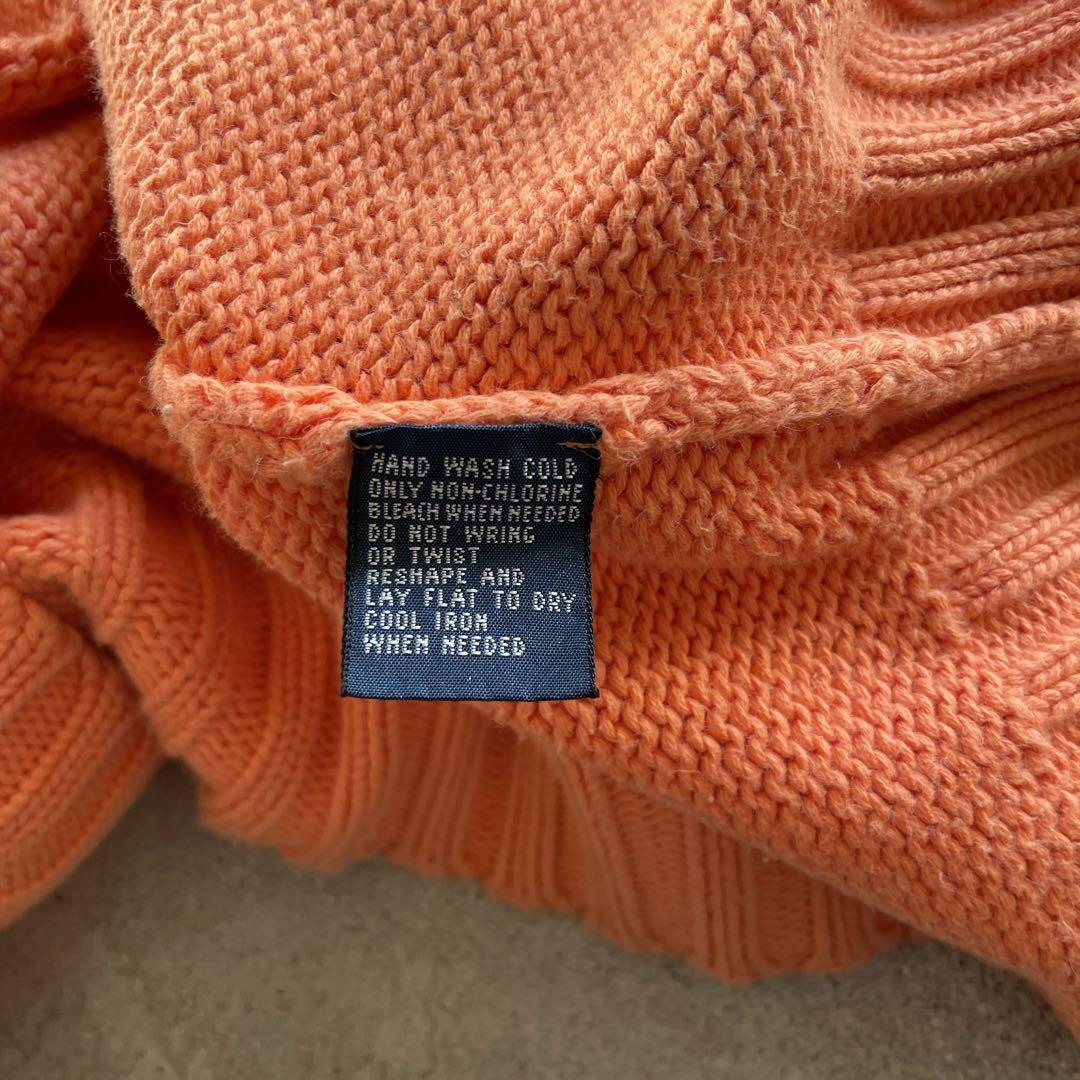 HAND WASH COLD
ONLY NON-CHLORINE
BLEACH WHEN NEEDED
DO NOT WRING
OR TWIST
RESHAPE AND
LAY FLAT TO DRY
COOL IRON
WHEN NEEDED